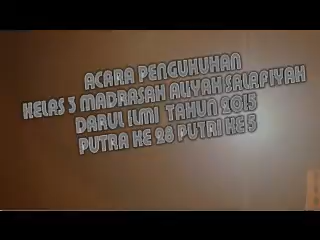 ACARA PENGUKUHAN
KELAS 3 MADRASAH ALIYAH SALAFIYAH
DARUL ILMI TAHUN 2015
PUTRA KE 28 PUTRI KE 5